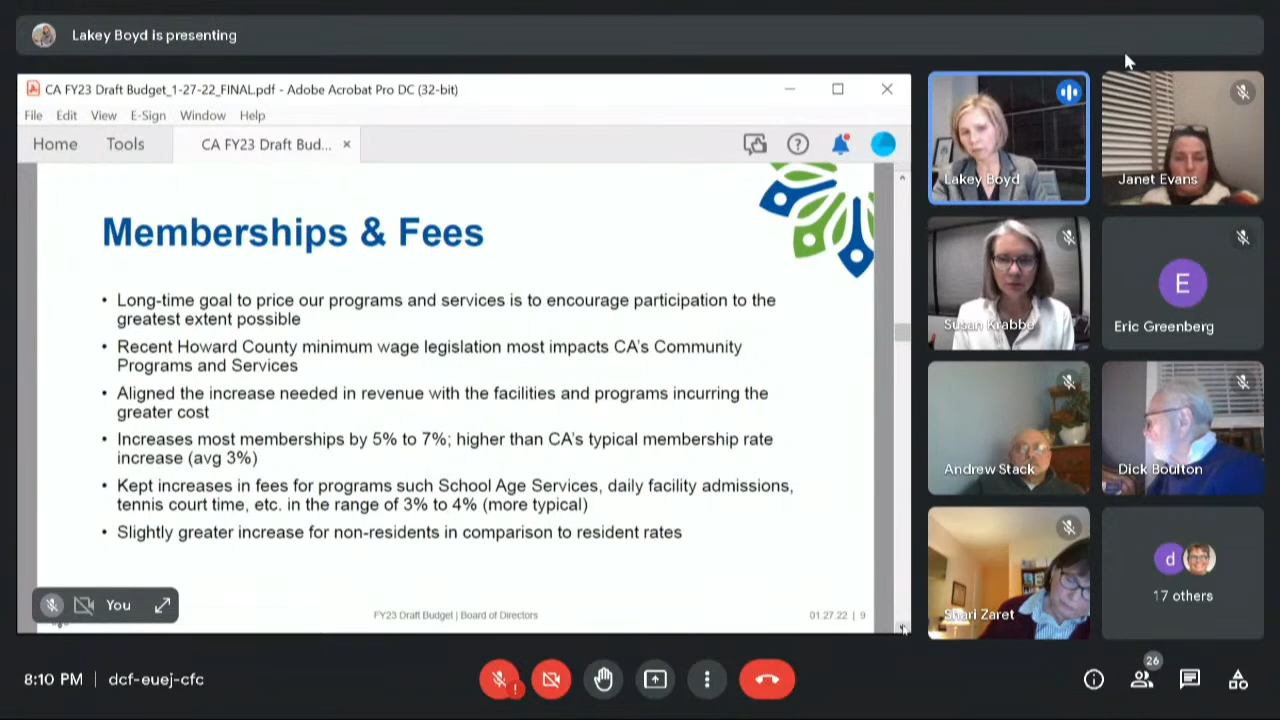 Lakey Boyd is presenting
CA FY23 Draft Budget_1-27-22_FINAL.pdf - Adobe Acrobat Pro DC (32-bit)
File Edit View E-Sign Window Help
Home Tools CA FY23 Draft Bud...
Memberships & Fees
• Long-time goal to price our programs and services is to encourage participation to the
greatest extent possible
• Recent Howard County minimum wage legislation most impacts CA's Community
Programs and Services
• Aligned the increase needed in revenue with the facilities and programs incurring the
greater cost
• Increases most memberships by 5% to 7%; higher than CA's typical membership rate
increase (avg 3%)
• Kept increases in fees for programs such School Age Services, daily facility admissions,
tennis court time, etc. in the range of 3% to 4% (more typical)
• Slightly greater increase for non-residents in comparison to resident rates
You
FY23 Draft Budget | Board of Directors
01.27.22 | 9
Lakey Boyd
Janet Evans
Susan Krabbe
E
Eric Greenberg
Andrew Stack
Dick Boulton
Shari Zaret
d
17 others
8:10 PM | dcf-euej-cfc
26